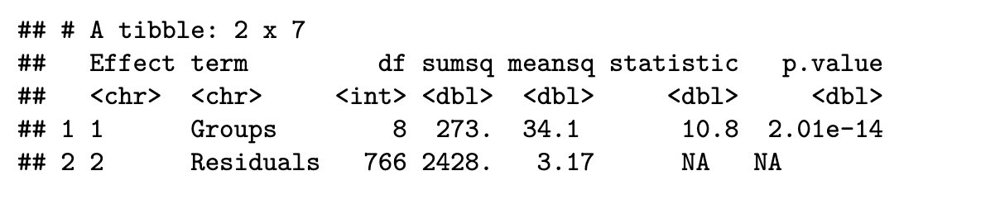 ## # A tibble: 2 x 7
##   Effect term         df sumsq meansq statistic   p.value
##   <chr>  <chr>     <int> <dbl>  <dbl>     <dbl>     <dbl>
## 1 1      Groups        8  273.  34.1       10.8  2.01e-14
## 2 2      Residuals   766 2428.   3.17      NA   NA